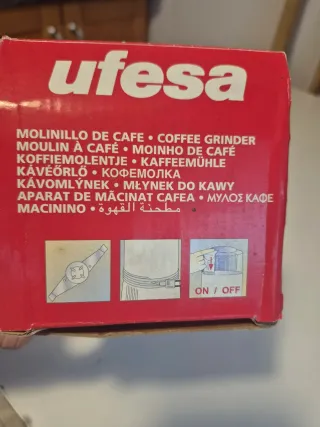 ufesa
MOLINILLO DE CAFE • COFFEE GRINDER
MOULIN À CAFÉ • MOINHO DE CAFÉ
KOFFIEMOLENTJE • KAFFEEMÜHLE
KÁVÉŐRLŐ • КОФЕМОЛКА
KÁVOMLÝNEK • MŁYNEK DO KAWY
APARAT DE MĂCINAT CAFEA • ΜΥΛΟΣ ΚΑΦΕ
MACININO • مطحنة القهوة
ON / OFF